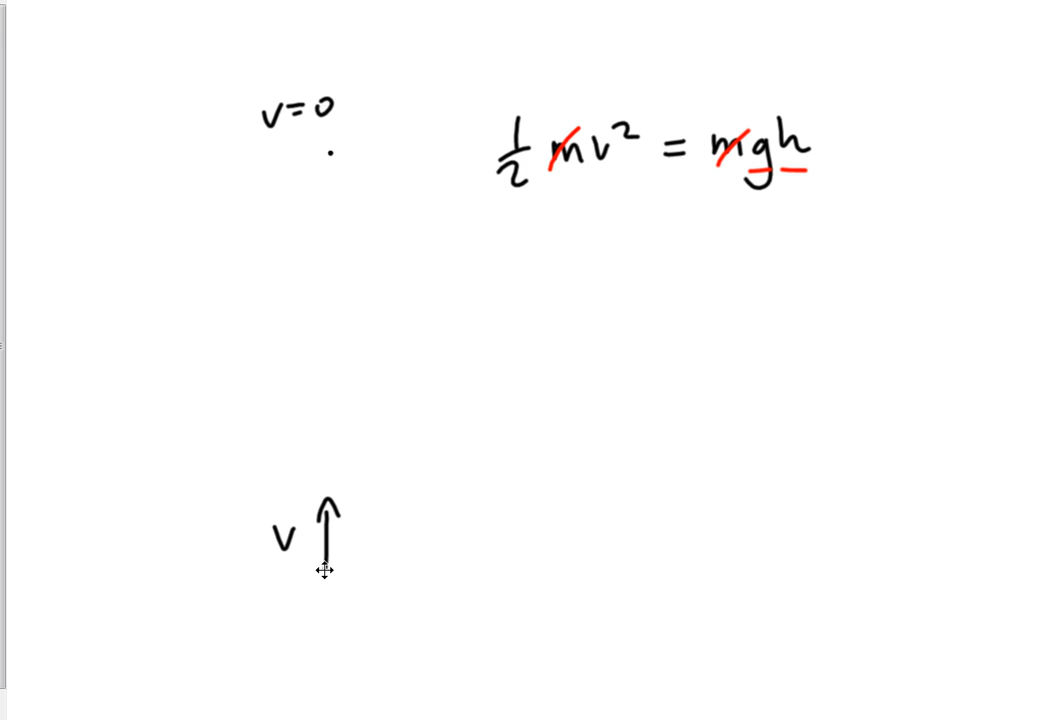 v=0
½ mv² = mgh
v